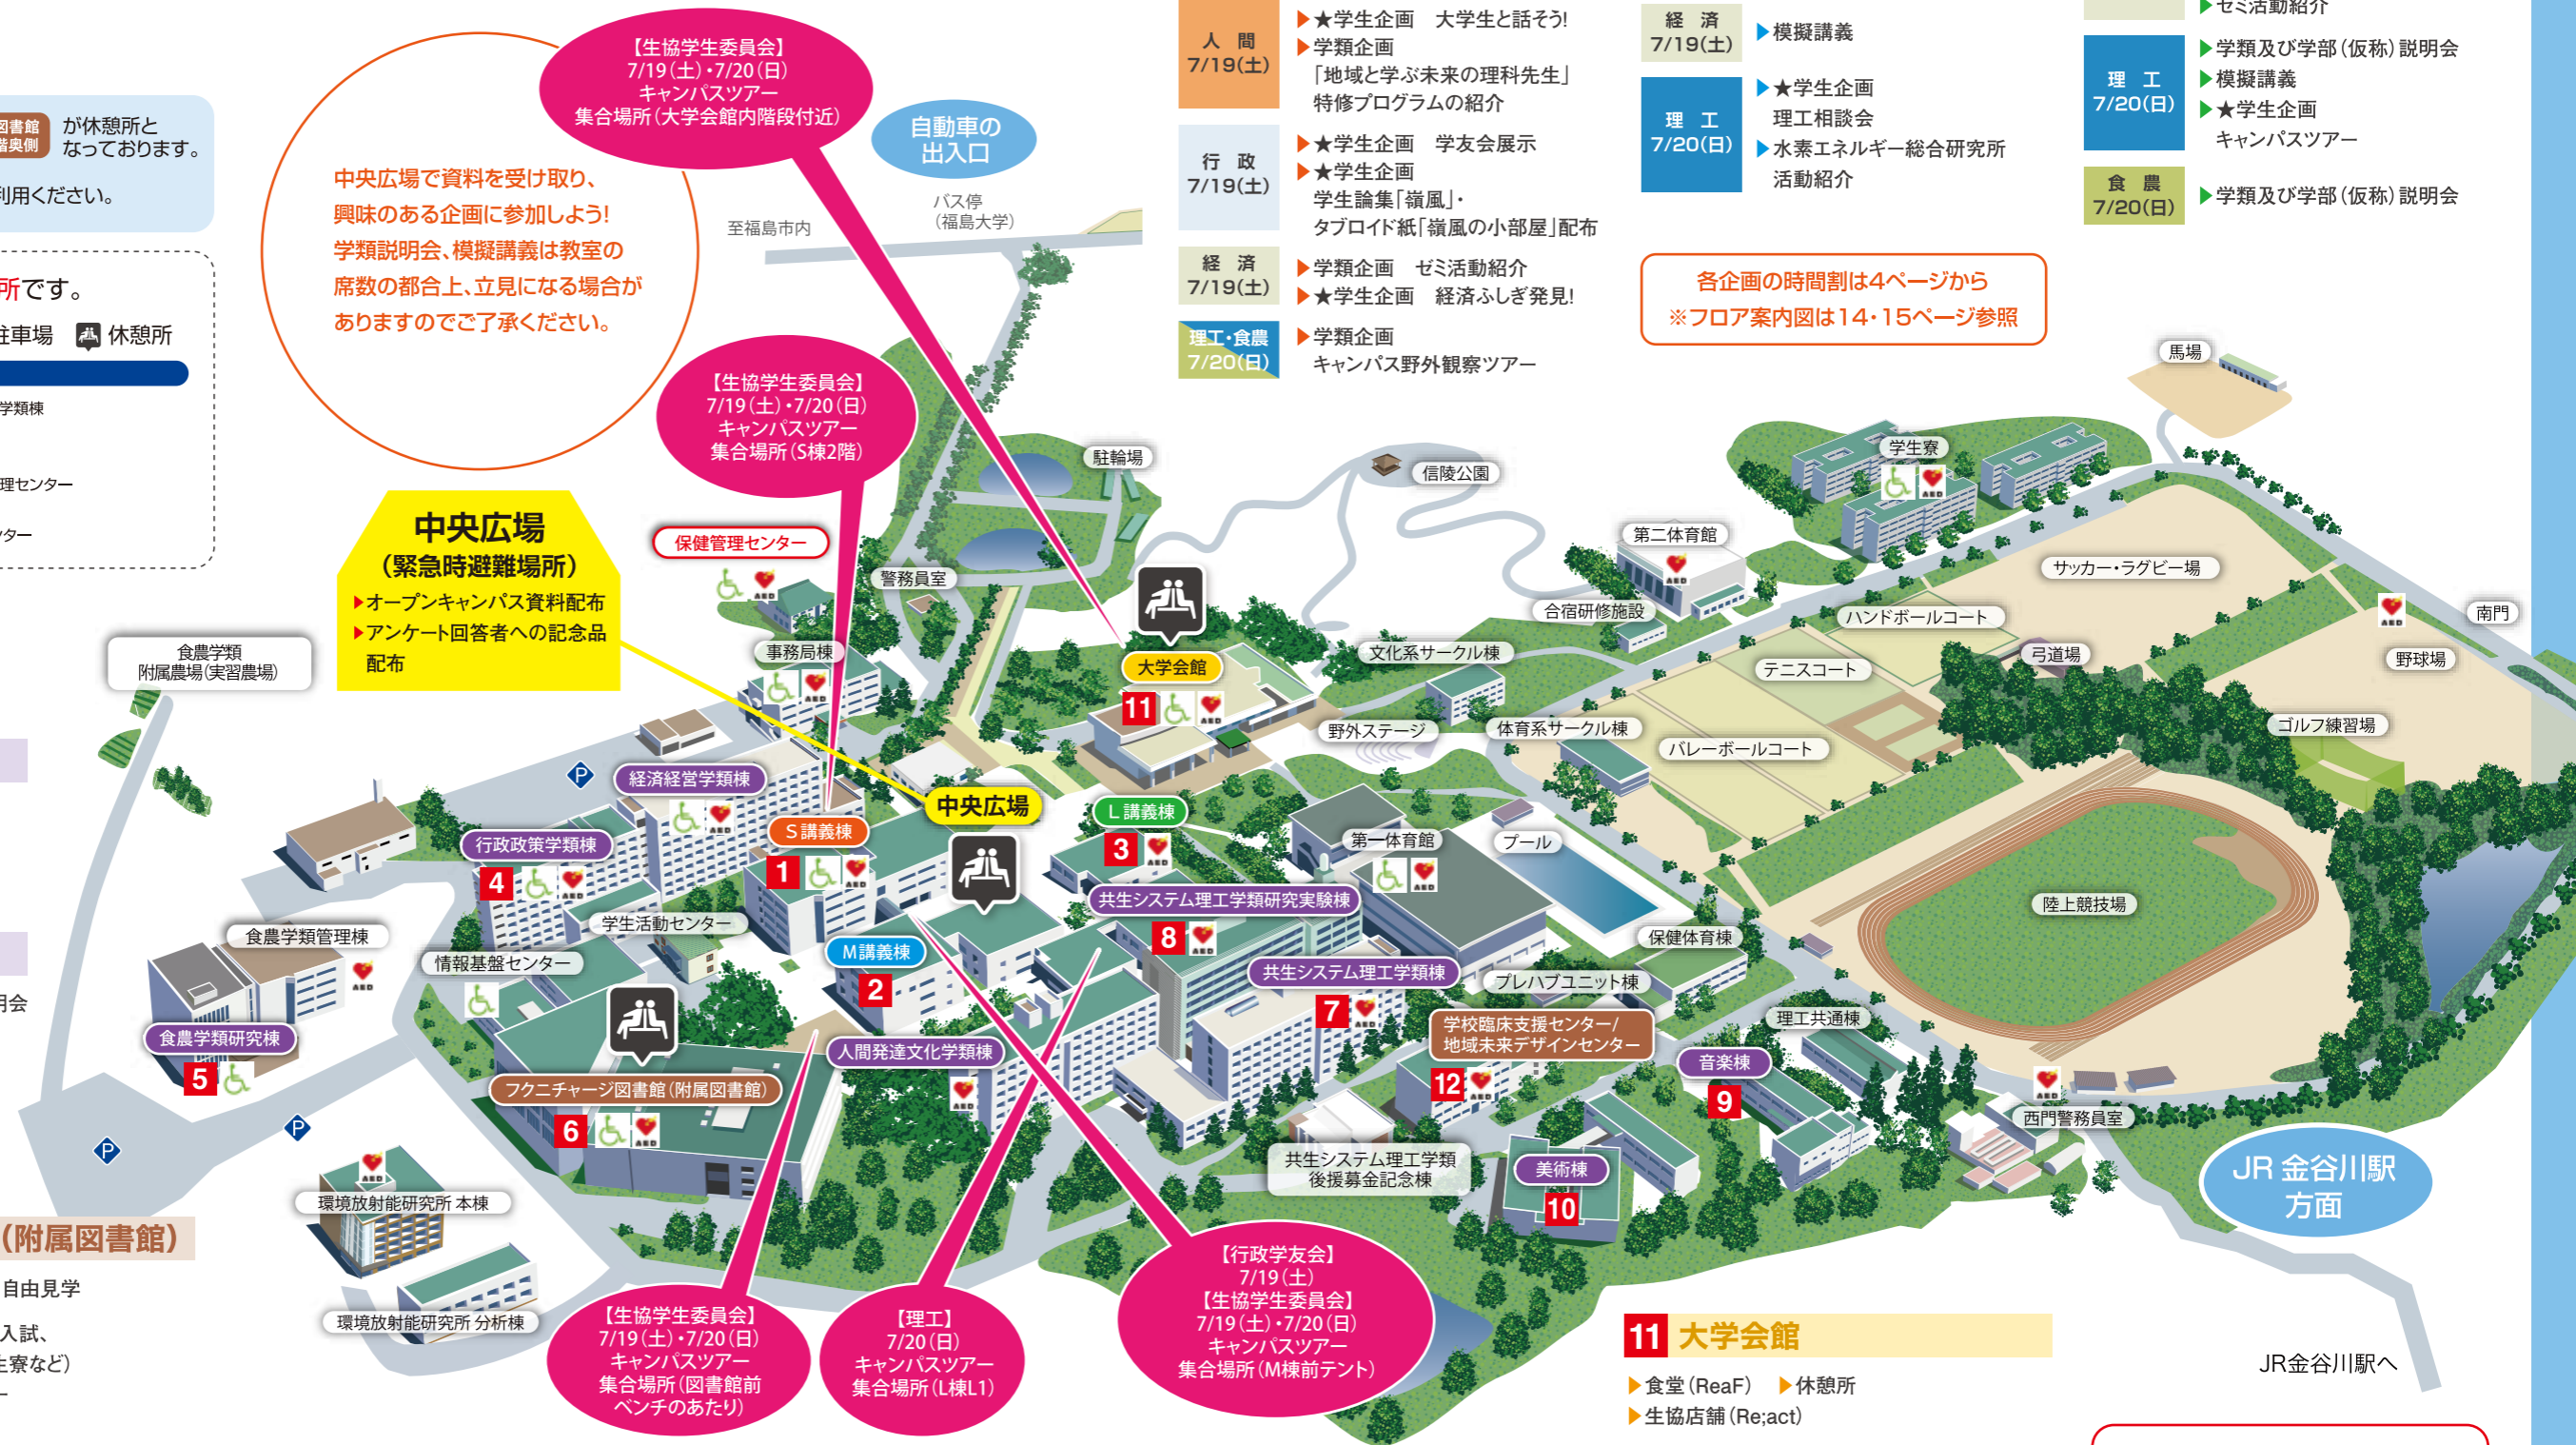 図書館
階奥側
が休憩所と
なっております。
利用ください。
所です。
駐車場 休憩所
学類棟
理センター
ター
中央広場で資料を受け取り、
興味のある企画に参加しよう!
学類説明会、模擬講義は教室の
席数の都合上、立見になる場合が
ありますのでご了承ください。
【生協学生委員会】
7/19(土)・7/20(日)
キャンパスツアー
集合場所(大学会館内階段付近)
自動車の
出入口
バス停
(福島大学)
至福島市内
【生協学生委員会】
7/19(土)・7/20(日)
キャンパスツアー
集合場所(S棟2階)
人 間
7/19(土)
▶★学生企画 大学生と話そう!
▶学類企画
「地域と学ぶ未来の理科先生」
特修プログラムの紹介
行 政
7/19(土)
▶★学生企画 学友会展示
▶★学生企画
学生論集「嶺風」・
タブロイド紙「嶺風の小部屋」配布
経 済
7/19(土)
▶学類企画 ゼミ活動紹介
▶★学生企画 経済ふしぎ発見!
理工・食農
7/20(日)
▶学類企画
キャンパス野外観察ツアー
経 済
7/19(土)
▶模擬講義
理 工
7/20(日)
▶★学生企画
理工相談会
▶水素エネルギー総合研究所
活動紹介
▶ゼミ活動紹介
理 工
7/20(日)
▶学類及び学部(仮称)説明会
▶模擬講義
▶★学生企画
キャンパスツアー
食 農
7/20(日)
▶学類及び学部(仮称)説明会
各企画の時間割は4ページから
※フロア案内図は14・15ページ参照
中央広場
(緊急時避難場所)
▶オープンキャンパス資料配布
▶アンケート回答者への記念品
配布
保健管理センター
AED
駐輪場
警務員室
信陵公園
馬場
学生寮
AED
第二体育館
AED
サッカー・ラグビー場
南門
AED
野球場
合宿研修施設
ハンドボールコート
弓道場
テニスコート
ゴルフ練習場
バレーボールコート
文化系サークル棟
体育系サークル棟
野外ステージ
大学会館
11
AED
事務局棟
AED
食農学類
附属農場(実習農場)
P
経済経営学類棟
AED
行政政策学類棟
4
AED
S講義棟
1
AED
中央広場
L講義棟
3
AED
第一体育館
AED
プール
陸上競技場
共生システム理工学類研究実験棟
8
AED
学生活動センター
M講義棟
2
食農学類管理棟
AED
情報基盤センター
保健体育棟
共生システム理工学類棟
7
AED
プレハブユニット棟
学校臨床支援センター/
地域未来デザインセンター
12
AED
理工共通棟
音楽棟
9
食農学類研究棟
5
フクニチャージ図書館(附属図書館)
6
AED
人間発達文化学類棟
AED
AED
西門警務員室
P
P
共生システム理工学類
後援募金記念棟
美術棟
10
JR 金谷川駅
方面
JR金谷川駅へ
AED
環境放射能研究所 本棟
環境放射能研究所 分析棟
明会
(附属図書館)
自由見学
入試、
生寮など)
【生協学生委員会】
7/19(土)・7/20(日)
キャンパスツアー
集合場所(図書館前
ベンチのあたり)
【理工】
7/20(日)
キャンパスツアー
集合場所(L棟L1)
【行政学友会】
7/19(土)
【生協学生委員会】
7/19(土)・7/20(日)
キャンパスツアー
集合場所(M棟前テント)
11 大学会館
▶食堂(ReaF) ▶休憩所
▶生協店舗(Re;act)